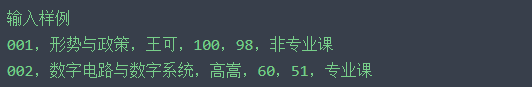 输入样例
001，形势与政策，王可，100，98，非专业课
002，数字电路与数字系统，高嵩，60，51，专业课